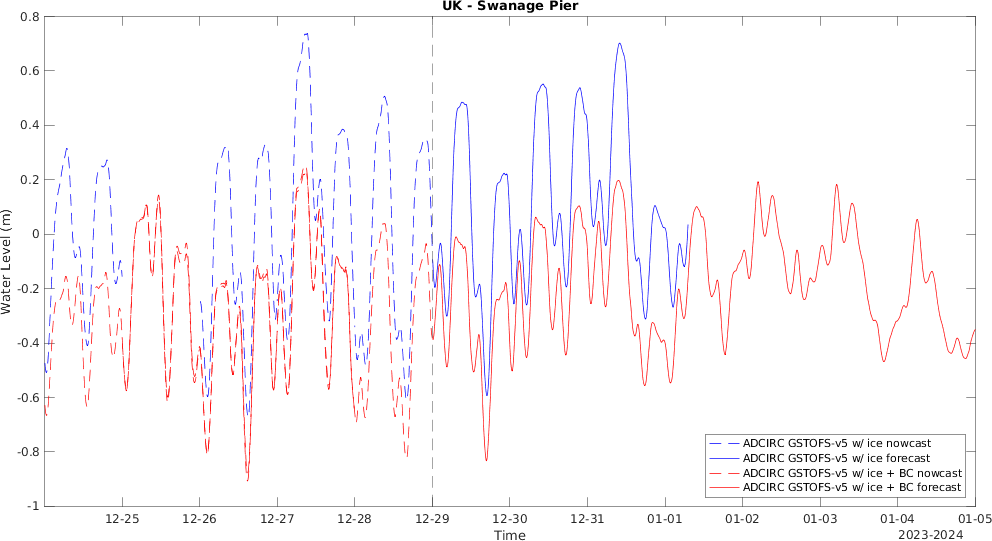 UK - Swanage Pier
Water Level (m)
0.8
0.6
0.4
0.2
0
-0.2
-0.4
-0.6
-0.8
-1
ADCIRC GSTOFS-v5 w/ ice nowcast
ADCIRC GSTOFS-v5 w/ ice forecast
ADCIRC GSTOFS-v5 w/ ice + BC nowcast
ADCIRC GSTOFS-v5 w/ ice + BC forecast
12-25 12-26 12-27 12-28 12-29 12-30 12-31 01-01 01-02 01-03 01-04 01-05
Time
2023-2024